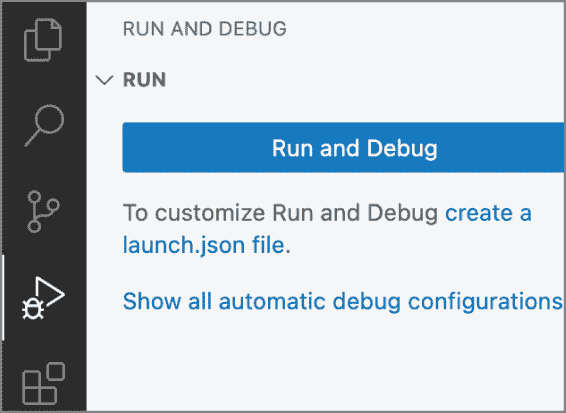 RUN AND DEBUG
RUN
Run and Debug
To customize Run and Debug create a
launch.json file.
Show all automatic debug configurations